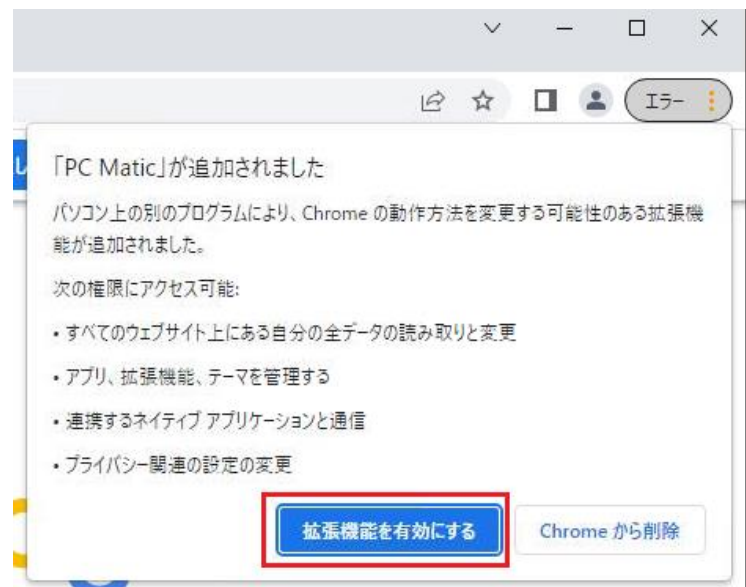 エラー
し
「PC Matic」が追加されました
パソコン上の別のプログラムにより、Chrome の動作方法を変更する可能性のある拡張機
能が追加されました。
次の権限にアクセス可能:
• すべてのウェブサイト上にある自分の全データの読み取りと変更
• アプリ、拡張機能、テーマを管理する
• 連携するネイティブ アプリケーションと通信
• プライバシー関連の設定の変更
拡張機能を有効にする
Chrome から削除